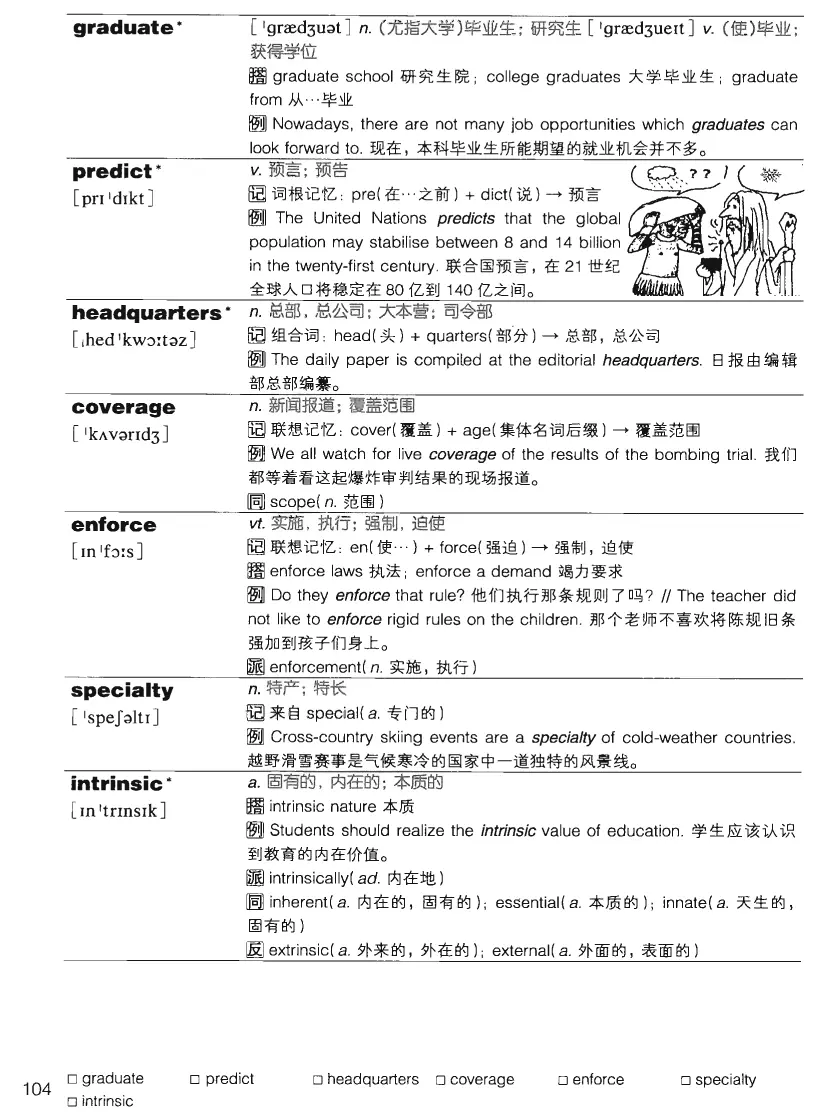 graduate* [ ˈɡrædʒuət ] n. (尤指大学)毕业生; 研究生 [ ˈɡrædʒueɪt ] v. (使)毕业;
获得学位
搭 graduate school 研究生院; college graduates 大学毕业生; graduate
from 从…毕业
例 Nowadays, there are not many job opportunities which graduates can
look forward to. 现在, 本科毕业生所能期望的就业机会并不多。
predict* v. 预言; 预告
[ prɪˈdɪkt ] 记 词根记忆: pre(在…之前) + dict(说) → 预言
例 The United Nations predicts that the global
population may stabilise between 8 and 14 billion
in the twenty-first century. 联合国预言, 在 21 世纪
全球人口将稳定在 80 亿到 140 亿之间。
? ? !
headquarters* n. 总部, 总公司; 大本营; 司令部
[ ˌhedˈkwɔːtəz ] 记 组合词: head(头) + quarters(部分) → 总部, 总公司
例 The daily paper is compiled at the editorial headquarters. 日报由编辑
部总部编纂。
coverage n. 新闻报道; 覆盖范围
[ ˈkʌvərɪdʒ ] 记 联想记忆: cover(覆盖) + age(集体名词后缀) → 覆盖范围
例 We all watch for live coverage of the results of the bombing trial. 我们
都等着看这起爆炸审判结果的现场报道。
同 scope( n. 范围 )
enforce vt. 实施, 执行; 强制, 迫使
[ ɪnˈfɔːs ] 记 联想记忆: en(使…) + force(强迫) → 强制, 迫使
搭 enforce laws 执法; enforce a demand 竭力要求
例 Do they enforce that rule? 他们执行那条规则了吗? // The teacher did
not like to enforce rigid rules on the children. 那个老师不喜欢将陈规旧条
强加到孩子们身上。
派 enforcement( n. 实施, 执行 )
specialty n. 特产; 特长
[ ˈspeʃəltɪ ] 记 来自 special( a. 专门的 )
例 Cross-country skiing events are a specialty of cold-weather countries.
越野滑雪赛事是气候寒冷的国家中一道独特的风景线。
intrinsic* a. 固有的, 内在的; 本质的
[ ɪnˈtrɪnsɪk ] 搭 intrinsic nature 本质
例 Students should realize the intrinsic value of education. 学生应该认识
到教育的内在价值。
派 intrinsically( ad. 内在地 )
同 inherent( a. 内在的, 固有的 ); essential( a. 本质的 ); innate( a. 天生的,
固有的 )
反 extrinsic( a. 外来的, 外在的 ); external( a. 外面的, 表面的 )
104 □ graduate □ predict □ headquarters □ coverage □ enforce □ specialty
□ intrinsic